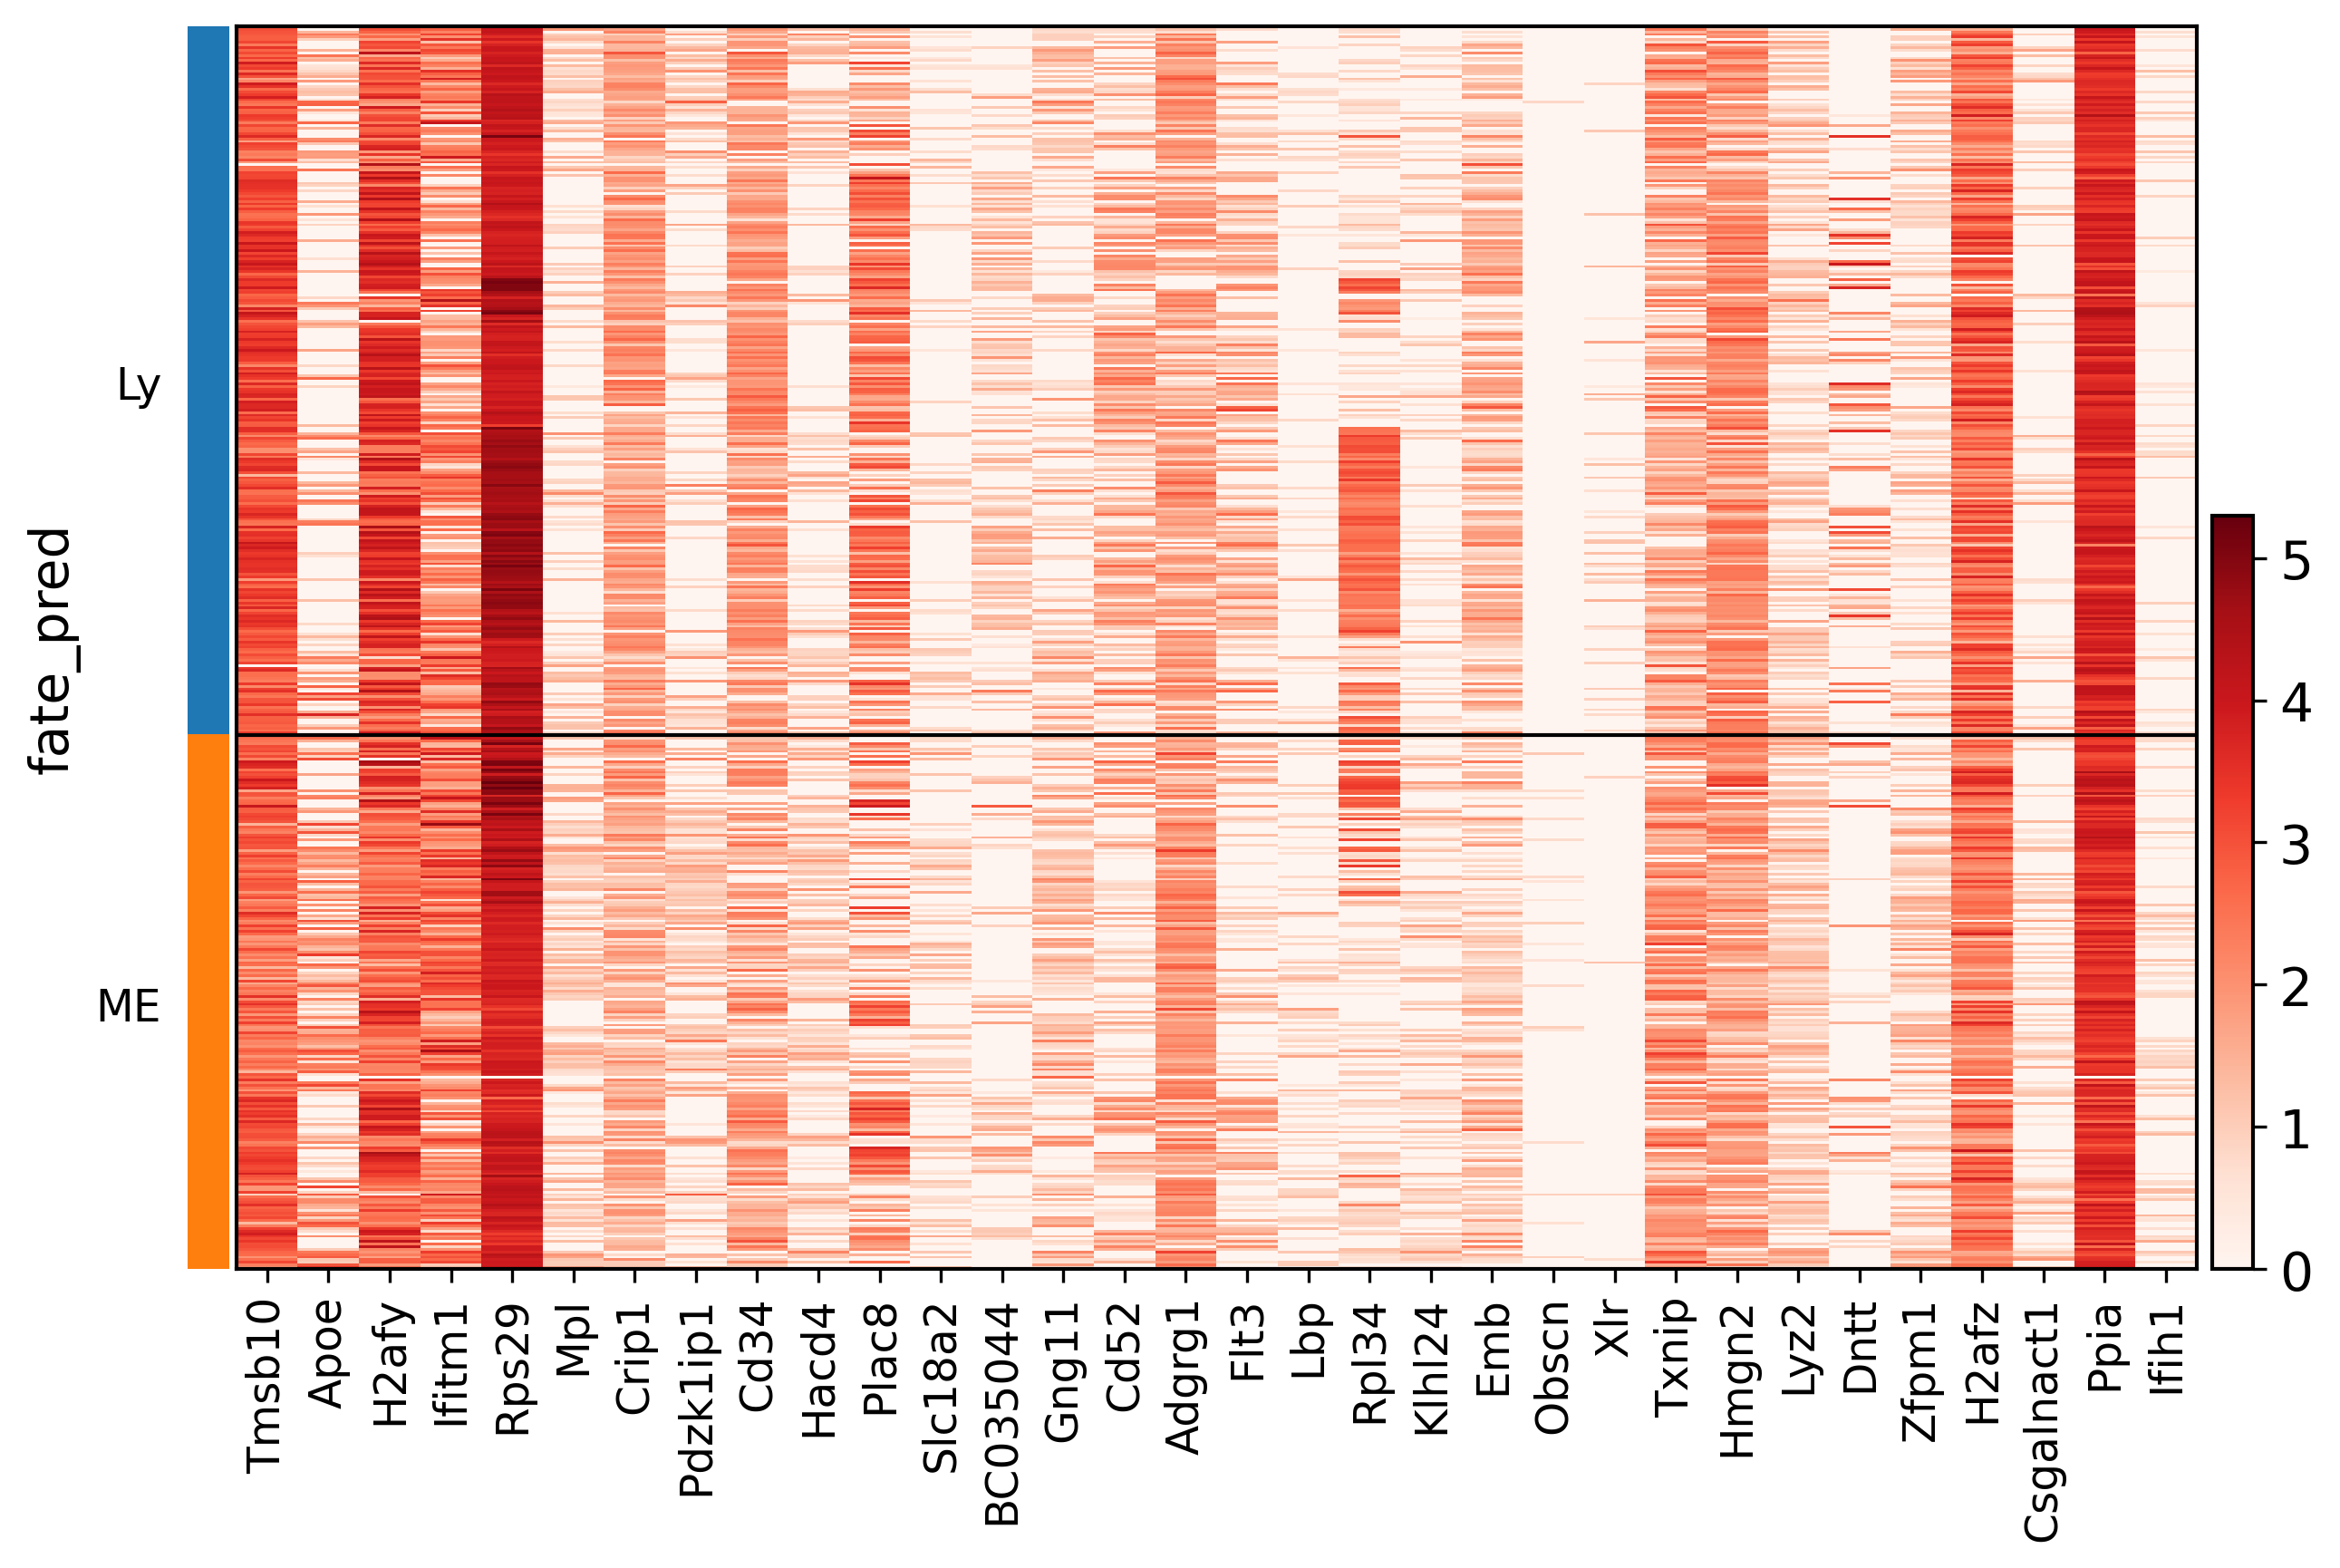 fate_pred
Ly
ME
5
4
3
2
1
0
Tmsb10
Apoe
H2afy
Ifitm1
Rps29
Mpl
Crip1
Pdzk1ip1
Cd34
Hacd4
Plac8
Slc18a2
BC035044
Gng11
Cd52
Adgrg1
Flt3
Lbp
Rpl34
Klhl24
Emb
Obscn
Xlr
Txnip
Hmgn2
Lyz2
Dntt
Zfpm1
H2afz
Csgalnact1
Ppia
Ifih1